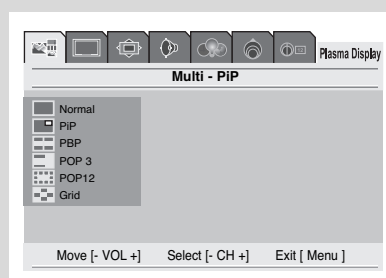 Plasma Display
Multi - PiP
Normal
PiP
PBP
POP 3
POP12
Grid
Move [- VOL +] Select [- CH +] Exit [ Menu ]